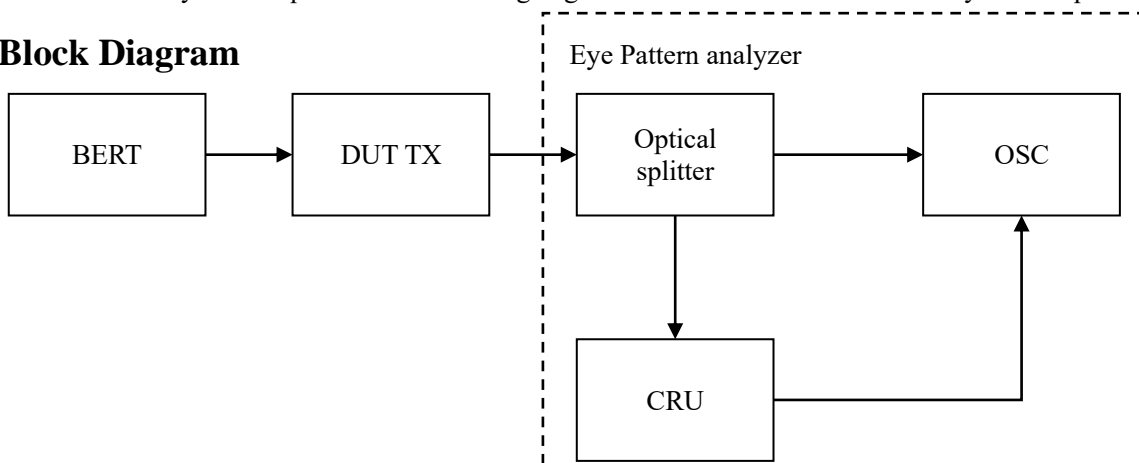 Block Diagram
Eye Pattern analyzer
BERT
DUT TX
Optical
splitter
OSC
CRU